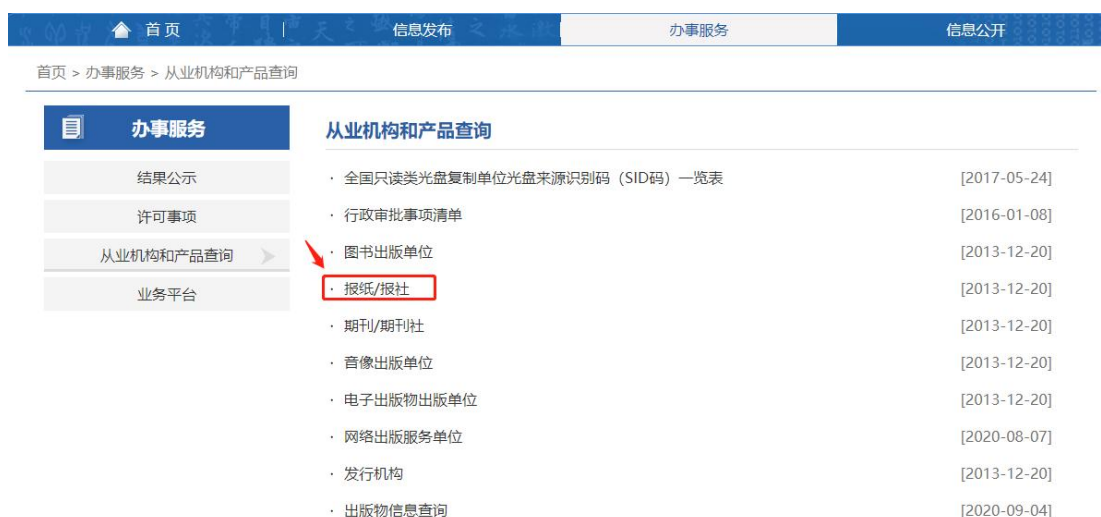 首页 信息发布 办事服务 信息公开
首页 > 办事服务 > 从业机构和产品查询
办事服务
结果公示
许可事项
从业机构和产品查询
业务平台
从业机构和产品查询
· 全国只读类光盘复制单位光盘来源识别码（SID码）一览表 [2017-05-24]
· 行政审批事项清单 [2016-01-08]
· 图书出版单位 [2013-12-20]
· 报纸/报社 [2013-12-20]
· 期刊/期刊社 [2013-12-20]
· 音像出版单位 [2013-12-20]
· 电子出版物出版单位 [2013-12-20]
· 网络出版服务单位 [2020-08-07]
· 发行机构 [2013-12-20]
· 出版物信息查询 [2020-09-04]